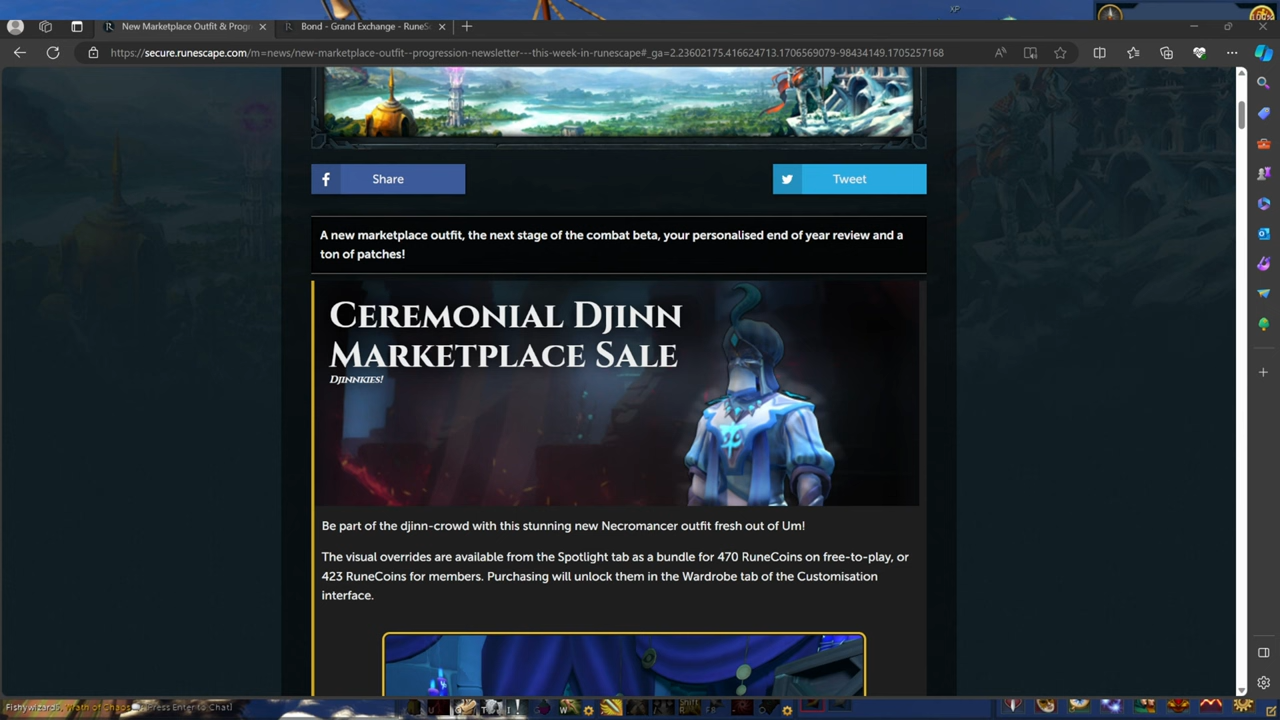 XP
New Marketplace Outfit & Prog
Bond - Grand Exchange - RuneS
https://secure.runescape.com/m=news/new-marketplace-outfit--progression-newsletter---this-week-in-runescape#_ga=2.23602175.416624713.1706569079-98434149.1705257168
Share
Tweet
A new marketplace outfit, the next stage of the combat beta, your personalised end of year review and a
ton of patches!
Ceremonial Djinn
Marketplace Sale
Djinnkies!
Be part of the djinn-crowd with this stunning new Necromancer outfit fresh out of Um!
The visual overrides are available from the Spotlight tab as a bundle for 470 RuneCoins on free-to-play, or
423 RuneCoins for members. Purchasing will unlock them in the Wardrobe tab of the Customisation
interface.